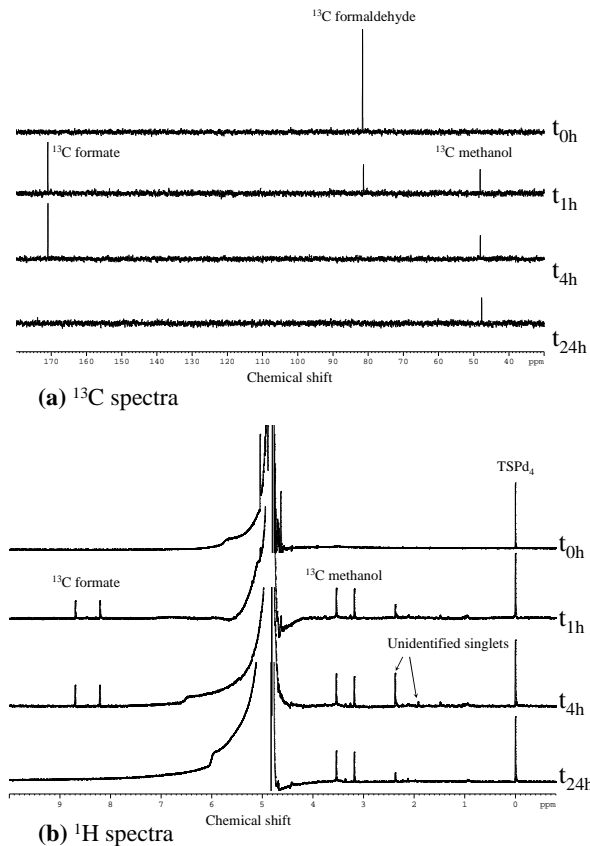 ¹³C formaldehyde
t0h
¹³C formate
¹³C methanol
t1h
t4h
t24h
170 160 150 140 130 120 110 100 90 80 70 60 50 40 ppm
Chemical shift
(a) ¹³C spectra
TSPd₄
t0h
¹³C formate
¹³C methanol
t1h
Unidentified singlets
t4h
t24h
9 8 7 6 5 4 3 2 1 0 ppm
Chemical shift
(b) ¹H spectra